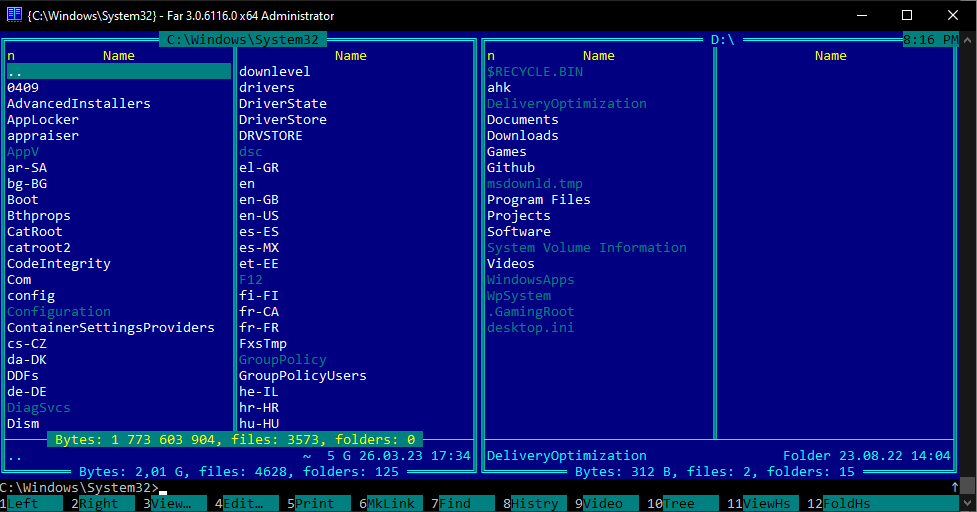 {C:\Windows\System32} - Far 3.0.6116.0 x64 Administrator
C:\Windows\System32
n Name Name
..
0409
AdvancedInstallers
AppLocker
appraiser
AppV
ar-SA
bg-BG
Boot
Bthprops
CatRoot
catroot2
CodeIntegrity
Com
config
Configuration
ContainerSettingsProviders
cs-CZ
da-DK
DDFs
de-DE
DiagSvcs
Dism
downlevel
drivers
DriverState
DriverStore
DRVSTORE
dsc
el-GR
en
en-GB
en-US
es-ES
es-MX
et-EE
F12
fi-FI
fr-CA
fr-FR
FxsTmp
GroupPolicy
GroupPolicyUsers
he-IL
hr-HR
hu-HU
Bytes: 1 773 603 904, files: 3573, folders: 0
.. ~ 5 G 26.03.23 17:34
Bytes: 2,01 G, files: 4628, folders: 125
D:\ 8:16 PM
n Name Name
$RECYCLE.BIN
ahk
DeliveryOptimization
Documents
Downloads
Games
Github
msdownld.tmp
Program Files
Projects
Software
System Volume Information
Videos
WindowsApps
WpSystem
.GamingRoot
desktop.ini
DeliveryOptimization Folder 23.08.22 14:04
Bytes: 312 B, files: 2, folders: 15
C:\Windows\System32>
1Left 2Right 3View… 4Edit… 5Print 6MkLink 7Find 8Histry 9Video 10Tree 11ViewHs 12FoldHs